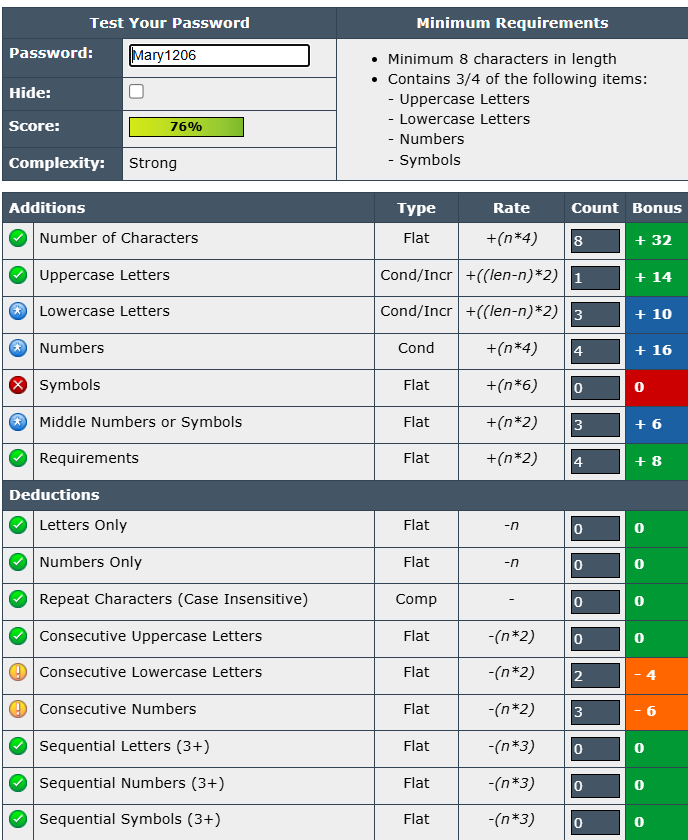 Test Your Password
Minimum Requirements
Password:
Mary1206
• Minimum 8 characters in length
• Contains 3/4 of the following items:
- Uppercase Letters
- Lowercase Letters
- Numbers
- Symbols
Hide:
Score:
76%
Complexity:
Strong
Additions Type Rate Count Bonus
Number of Characters Flat +(n*4) 8 + 32
Uppercase Letters Cond/Incr +((len-n)*2) 1 + 14
Lowercase Letters Cond/Incr +((len-n)*2) 3 + 10
Numbers Cond +(n*4) 4 + 16
Symbols Flat +(n*6) 0 0
Middle Numbers or Symbols Flat +(n*2) 3 + 6
Requirements Flat +(n*2) 4 + 8
Deductions
Letters Only Flat -n 0 0
Numbers Only Flat -n 0 0
Repeat Characters (Case Insensitive) Comp - 0 0
Consecutive Uppercase Letters Flat -(n*2) 0 0
Consecutive Lowercase Letters Flat -(n*2) 2 - 4
Consecutive Numbers Flat -(n*2) 3 - 6
Sequential Letters (3+) Flat -(n*3) 0 0
Sequential Numbers (3+) Flat -(n*3) 0 0
Sequential Symbols (3+) Flat -(n*3) 0 0